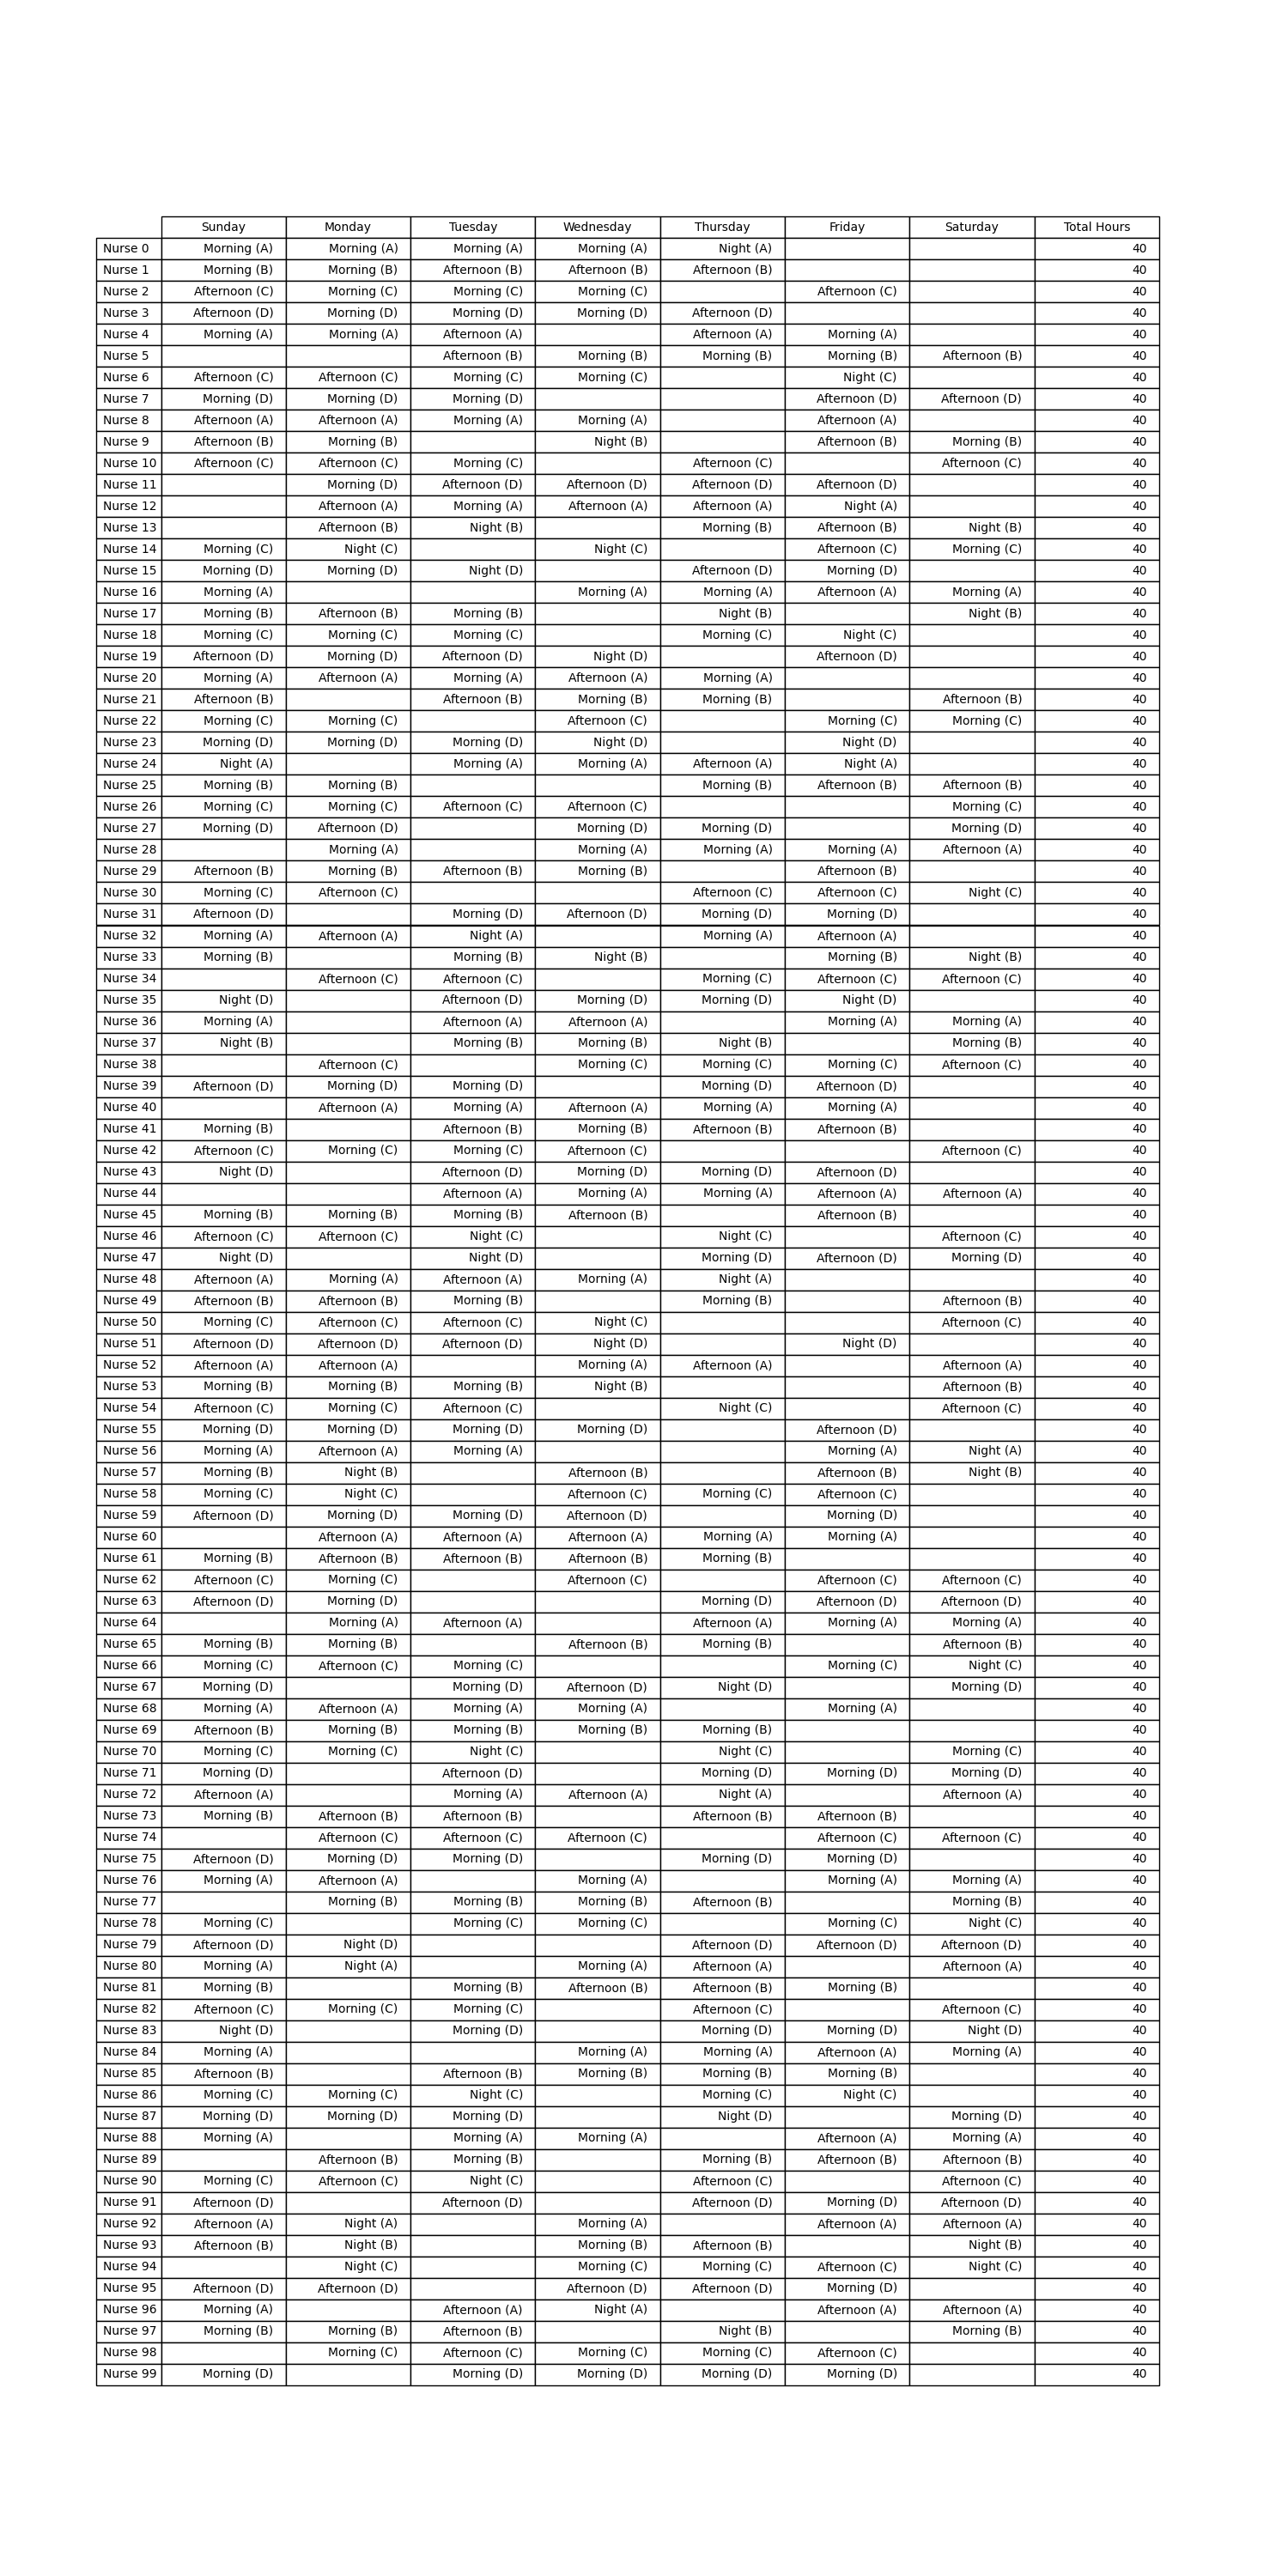 Sunday Monday Tuesday Wednesday Thursday Friday Saturday Total Hours
Nurse 0 Morning (A) Morning (A) Morning (A) Morning (A) Night (A) 40
Nurse 1 Morning (B) Morning (B) Afternoon (B) Afternoon (B) Afternoon (B) 40
Nurse 2 Afternoon (C) Morning (C) Morning (C) Morning (C) Afternoon (C) 40
Nurse 3 Afternoon (D) Morning (D) Morning (D) Morning (D) Afternoon (D) 40
Nurse 4 Morning (A) Morning (A) Afternoon (A) Afternoon (A) Morning (A) 40
Nurse 5 Afternoon (B) Morning (B) Morning (B) Morning (B) Afternoon (B) 40
Nurse 6 Afternoon (C) Afternoon (C) Morning (C) Morning (C) Night (C) 40
Nurse 7 Morning (D) Morning (D) Morning (D) Afternoon (D) Afternoon (D) 40
Nurse 8 Afternoon (A) Afternoon (A) Morning (A) Morning (A) Afternoon (A) 40
Nurse 9 Afternoon (B) Morning (B) Night (B) Afternoon (B) Morning (B) 40
Nurse 10 Afternoon (C) Afternoon (C) Morning (C) Afternoon (C) Afternoon (C) 40
Nurse 11 Morning (D) Afternoon (D) Afternoon (D) Afternoon (D) Afternoon (D) 40
Nurse 12 Afternoon (A) Morning (A) Afternoon (A) Afternoon (A) Night (A) 40
Nurse 13 Afternoon (B) Night (B) Morning (B) Afternoon (B) Night (B) 40
Nurse 14 Morning (C) Night (C) Night (C) Afternoon (C) Morning (C) 40
Nurse 15 Morning (D) Morning (D) Night (D) Afternoon (D) Morning (D) 40
Nurse 16 Morning (A) Morning (A) Morning (A) Afternoon (A) Morning (A) 40
Nurse 17 Morning (B) Afternoon (B) Morning (B) Night (B) Night (B) 40
Nurse 18 Morning (C) Morning (C) Morning (C) Morning (C) Night (C) 40
Nurse 19 Afternoon (D) Morning (D) Afternoon (D) Night (D) Afternoon (D) 40
Nurse 20 Morning (A) Afternoon (A) Morning (A) Afternoon (A) Morning (A) 40
Nurse 21 Afternoon (B) Afternoon (B) Morning (B) Morning (B) Afternoon (B) 40
Nurse 22 Morning (C) Morning (C) Afternoon (C) Morning (C) Morning (C) 40
Nurse 23 Morning (D) Morning (D) Morning (D) Night (D) Night (D) 40
Nurse 24 Night (A) Morning (A) Morning (A) Afternoon (A) Night (A) 40
Nurse 25 Morning (B) Morning (B) Morning (B) Afternoon (B) Afternoon (B) 40
Nurse 26 Morning (C) Morning (C) Afternoon (C) Afternoon (C) Morning (C) 40
Nurse 27 Morning (D) Afternoon (D) Morning (D) Morning (D) Morning (D) 40
Nurse 28 Morning (A) Morning (A) Morning (A) Morning (A) Afternoon (A) 40
Nurse 29 Afternoon (B) Morning (B) Afternoon (B) Morning (B) Afternoon (B) 40
Nurse 30 Morning (C) Afternoon (C) Afternoon (C) Afternoon (C) Night (C) 40
Nurse 31 Afternoon (D) Morning (D) Afternoon (D) Morning (D) Morning (D) 40
Nurse 32 Morning (A) Afternoon (A) Night (A) Morning (A) Afternoon (A) 40
Nurse 33 Morning (B) Morning (B) Night (B) Morning (B) Night (B) 40
Nurse 34 Afternoon (C) Afternoon (C) Morning (C) Afternoon (C) Afternoon (C) 40
Nurse 35 Night (D) Afternoon (D) Morning (D) Morning (D) Night (D) 40
Nurse 36 Morning (A) Afternoon (A) Afternoon (A) Morning (A) Morning (A) 40
Nurse 37 Night (B) Morning (B) Morning (B) Night (B) Morning (B) 40
Nurse 38 Afternoon (C) Morning (C) Morning (C) Morning (C) Afternoon (C) 40
Nurse 39 Afternoon (D) Morning (D) Morning (D) Morning (D) Afternoon (D) 40
Nurse 40 Afternoon (A) Morning (A) Afternoon (A) Morning (A) Morning (A) 40
Nurse 41 Morning (B) Afternoon (B) Morning (B) Afternoon (B) Afternoon (B) 40
Nurse 42 Afternoon (C) Morning (C) Morning (C) Afternoon (C) Afternoon (C) 40
Nurse 43 Night (D) Afternoon (D) Morning (D) Morning (D) Afternoon (D) 40
Nurse 44 Afternoon (A) Morning (A) Morning (A) Afternoon (A) Afternoon (A) 40
Nurse 45 Morning (B) Morning (B) Morning (B) Afternoon (B) Afternoon (B) 40
Nurse 46 Afternoon (C) Afternoon (C) Night (C) Night (C) Afternoon (C) 40
Nurse 47 Night (D) Night (D) Morning (D) Afternoon (D) Morning (D) 40
Nurse 48 Afternoon (A) Morning (A) Afternoon (A) Morning (A) Night (A) 40
Nurse 49 Afternoon (B) Afternoon (B) Morning (B) Morning (B) Afternoon (B) 40
Nurse 50 Morning (C) Afternoon (C) Afternoon (C) Night (C) Afternoon (C) 40
Nurse 51 Afternoon (D) Afternoon (D) Afternoon (D) Night (D) Night (D) 40
Nurse 52 Afternoon (A) Afternoon (A) Morning (A) Afternoon (A) Afternoon (A) 40
Nurse 53 Morning (B) Morning (B) Morning (B) Night (B) Afternoon (B) 40
Nurse 54 Afternoon (C) Morning (C) Afternoon (C) Night (C) Afternoon (C) 40
Nurse 55 Morning (D) Morning (D) Morning (D) Morning (D) Afternoon (D) 40
Nurse 56 Morning (A) Afternoon (A) Morning (A) Morning (A) Night (A) 40
Nurse 57 Morning (B) Night (B) Afternoon (B) Afternoon (B) Night (B) 40
Nurse 58 Morning (C) Night (C) Afternoon (C) Morning (C) Afternoon (C) 40
Nurse 59 Afternoon (D) Morning (D) Morning (D) Afternoon (D) Morning (D) 40
Nurse 60 Afternoon (A) Afternoon (A) Afternoon (A) Morning (A) Morning (A) 40
Nurse 61 Morning (B) Afternoon (B) Afternoon (B) Afternoon (B) Morning (B) 40
Nurse 62 Afternoon (C) Morning (C) Afternoon (C) Afternoon (C) Afternoon (C) 40
Nurse 63 Afternoon (D) Morning (D) Morning (D) Afternoon (D) Afternoon (D) 40
Nurse 64 Morning (A) Afternoon (A) Afternoon (A) Morning (A) Morning (A) 40
Nurse 65 Morning (B) Morning (B) Afternoon (B) Morning (B) Afternoon (B) 40
Nurse 66 Morning (C) Afternoon (C) Morning (C) Morning (C) Night (C) 40
Nurse 67 Morning (D) Morning (D) Afternoon (D) Night (D) Morning (D) 40
Nurse 68 Morning (A) Afternoon (A) Morning (A) Morning (A) Morning (A) 40
Nurse 69 Afternoon (B) Morning (B) Morning (B) Morning (B) Morning (B) 40
Nurse 70 Morning (C) Morning (C) Night (C) Night (C) Morning (C) 40
Nurse 71 Morning (D) Afternoon (D) Morning (D) Morning (D) Morning (D) 40
Nurse 72 Afternoon (A) Morning (A) Afternoon (A) Night (A) Afternoon (A) 40
Nurse 73 Morning (B) Afternoon (B) Afternoon (B) Afternoon (B) Afternoon (B) 40
Nurse 74 Afternoon (C) Afternoon (C) Afternoon (C) Afternoon (C) Afternoon (C) 40
Nurse 75 Afternoon (D) Morning (D) Morning (D) Morning (D) Morning (D) 40
Nurse 76 Morning (A) Afternoon (A) Morning (A) Morning (A) Morning (A) 40
Nurse 77 Morning (B) Morning (B) Morning (B) Afternoon (B) Morning (B) 40
Nurse 78 Morning (C) Morning (C) Morning (C) Morning (C) Night (C) 40
Nurse 79 Afternoon (D) Night (D) Afternoon (D) Afternoon (D) Afternoon (D) 40
Nurse 80 Morning (A) Night (A) Morning (A) Afternoon (A) Afternoon (A) 40
Nurse 81 Morning (B) Morning (B) Afternoon (B) Afternoon (B) Morning (B) 40
Nurse 82 Afternoon (C) Morning (C) Morning (C) Afternoon (C) Afternoon (C) 40
Nurse 83 Night (D) Morning (D) Morning (D) Morning (D) Night (D) 40
Nurse 84 Morning (A) Morning (A) Morning (A) Afternoon (A) Morning (A) 40
Nurse 85 Afternoon (B) Afternoon (B) Morning (B) Morning (B) Morning (B) 40
Nurse 86 Morning (C) Morning (C) Night (C) Morning (C) Night (C) 40
Nurse 87 Morning (D) Morning (D) Morning (D) Night (D) Morning (D) 40
Nurse 88 Morning (A) Morning (A) Morning (A) Afternoon (A) Morning (A) 40
Nurse 89 Afternoon (B) Morning (B) Morning (B) Afternoon (B) Afternoon (B) 40
Nurse 90 Morning (C) Afternoon (C) Night (C) Afternoon (C) Afternoon (C) 40
Nurse 91 Afternoon (D) Afternoon (D) Afternoon (D) Morning (D) Afternoon (D) 40
Nurse 92 Afternoon (A) Night (A) Morning (A) Afternoon (A) Afternoon (A) 40
Nurse 93 Afternoon (B) Night (B) Morning (B) Afternoon (B) Night (B) 40
Nurse 94 Night (C) Morning (C) Morning (C) Afternoon (C) Night (C) 40
Nurse 95 Afternoon (D) Afternoon (D) Afternoon (D) Afternoon (D) Morning (D) 40
Nurse 96 Morning (A) Afternoon (A) Night (A) Afternoon (A) Afternoon (A) 40
Nurse 97 Morning (B) Morning (B) Afternoon (B) Night (B) Morning (B) 40
Nurse 98 Morning (C) Afternoon (C) Morning (C) Morning (C) Afternoon (C) 40
Nurse 99 Morning (D) Morning (D) Morning (D) Morning (D) Morning (D) 40